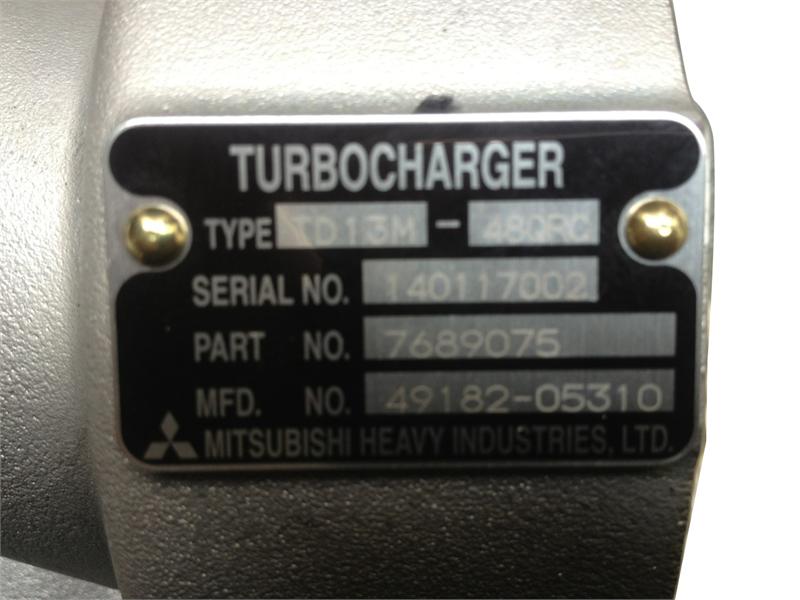 TURBOCHARGER
TYPE TD13M - 48QRC
SERIAL NO. 140117002
PART NO. 7689075
MFD. NO. 49182-05310
MITSUBISHI HEAVY INDUSTRIES, LTD.